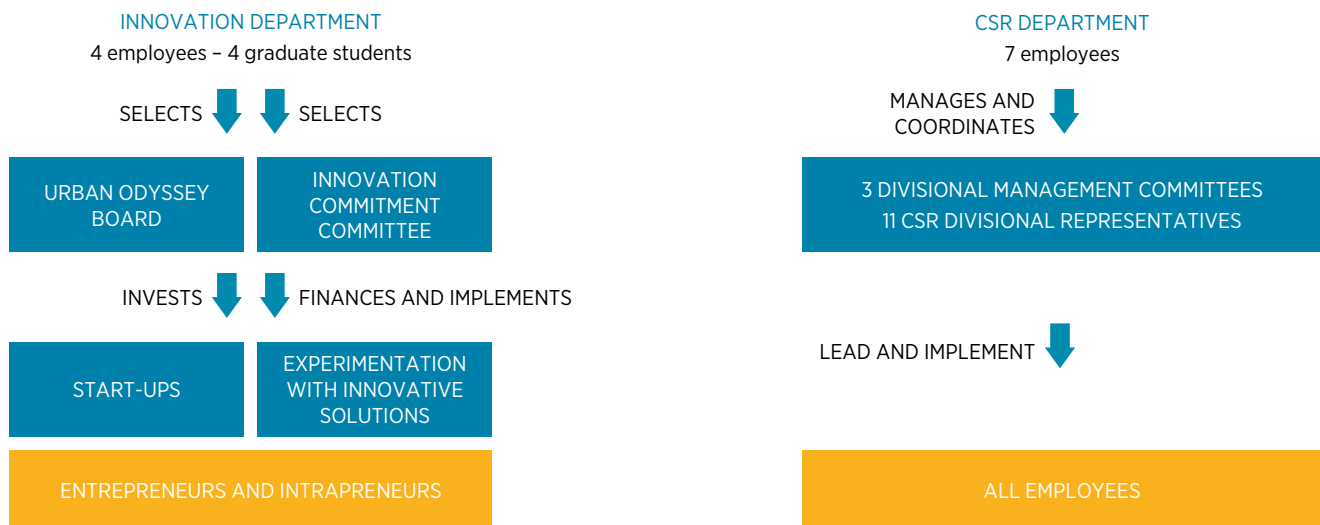 INNOVATION DEPARTMENT
4 employees – 4 graduate students
SELECTS
SELECTS
URBAN ODYSSEY
BOARD
INNOVATION
COMMITMENT
COMMITTEE
INVESTS
FINANCES AND IMPLEMENTS
START-UPS
EXPERIMENTATION
WITH INNOVATIVE
SOLUTIONS
ENTREPRENEURS AND INTRAPRENEURS
CSR DEPARTMENT
7 employees
MANAGES AND
COORDINATES
3 DIVISIONAL MANAGEMENT COMMITTEES
11 CSR DIVISIONAL REPRESENTATIVES
LEAD AND IMPLEMENT
ALL EMPLOYEES